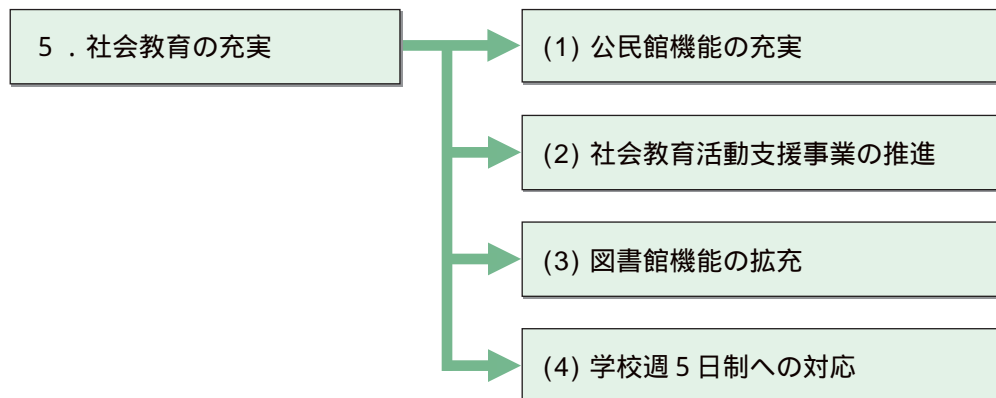 ５．社会教育の充実
(1) 公民館機能の充実
(2) 社会教育活動支援事業の推進
(3) 図書館機能の拡充
(4) 学校週５日制への対応